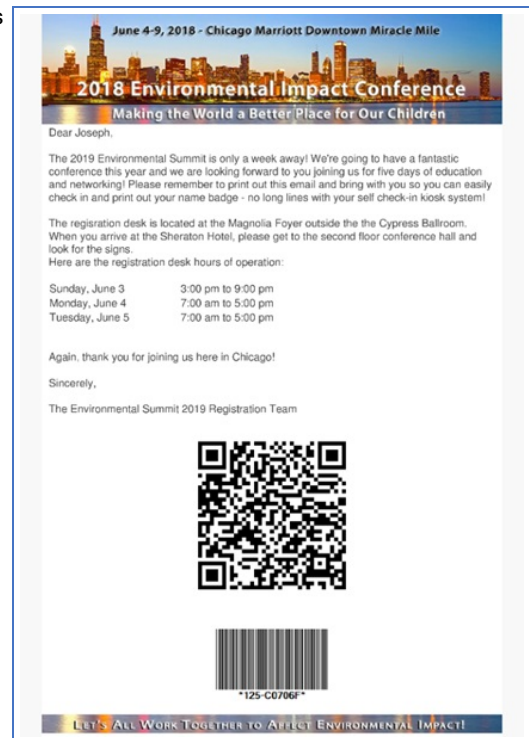 s
June 4-9, 2018 - Chicago Marriott Downtown Miracle Mile
2018 Environmental Impact Conference
Making the World a Better Place for Our Children
Dear Joseph,
The 2019 Environmental Summit is only a week away! We're going to have a fantastic
conference this year and we are looking forward to you joining us for five days of education
and networking! Please remember to print out this email and bring with you so you can easily
check in and print out your name badge - no long lines with your self check-in kiosk system!
The regisration desk is located at the Magnolia Foyer outside the the Cypress Ballroom.
When you arrive at the Sheraton Hotel, please get to the second floor conference hall and
look for the signs.
Here are the registration desk hours of operation:
Sunday, June 3 3:00 pm to 9:00 pm
Monday, June 4 7:00 am to 5:00 pm
Tuesday, June 5 7:00 am to 5:00 pm
Again, thank you for joining us here in Chicago!
Sincerely,
The Environmental Summit 2019 Registration Team
*125-C0706F*
Let's All Work Together to Affect Environmental Impact!